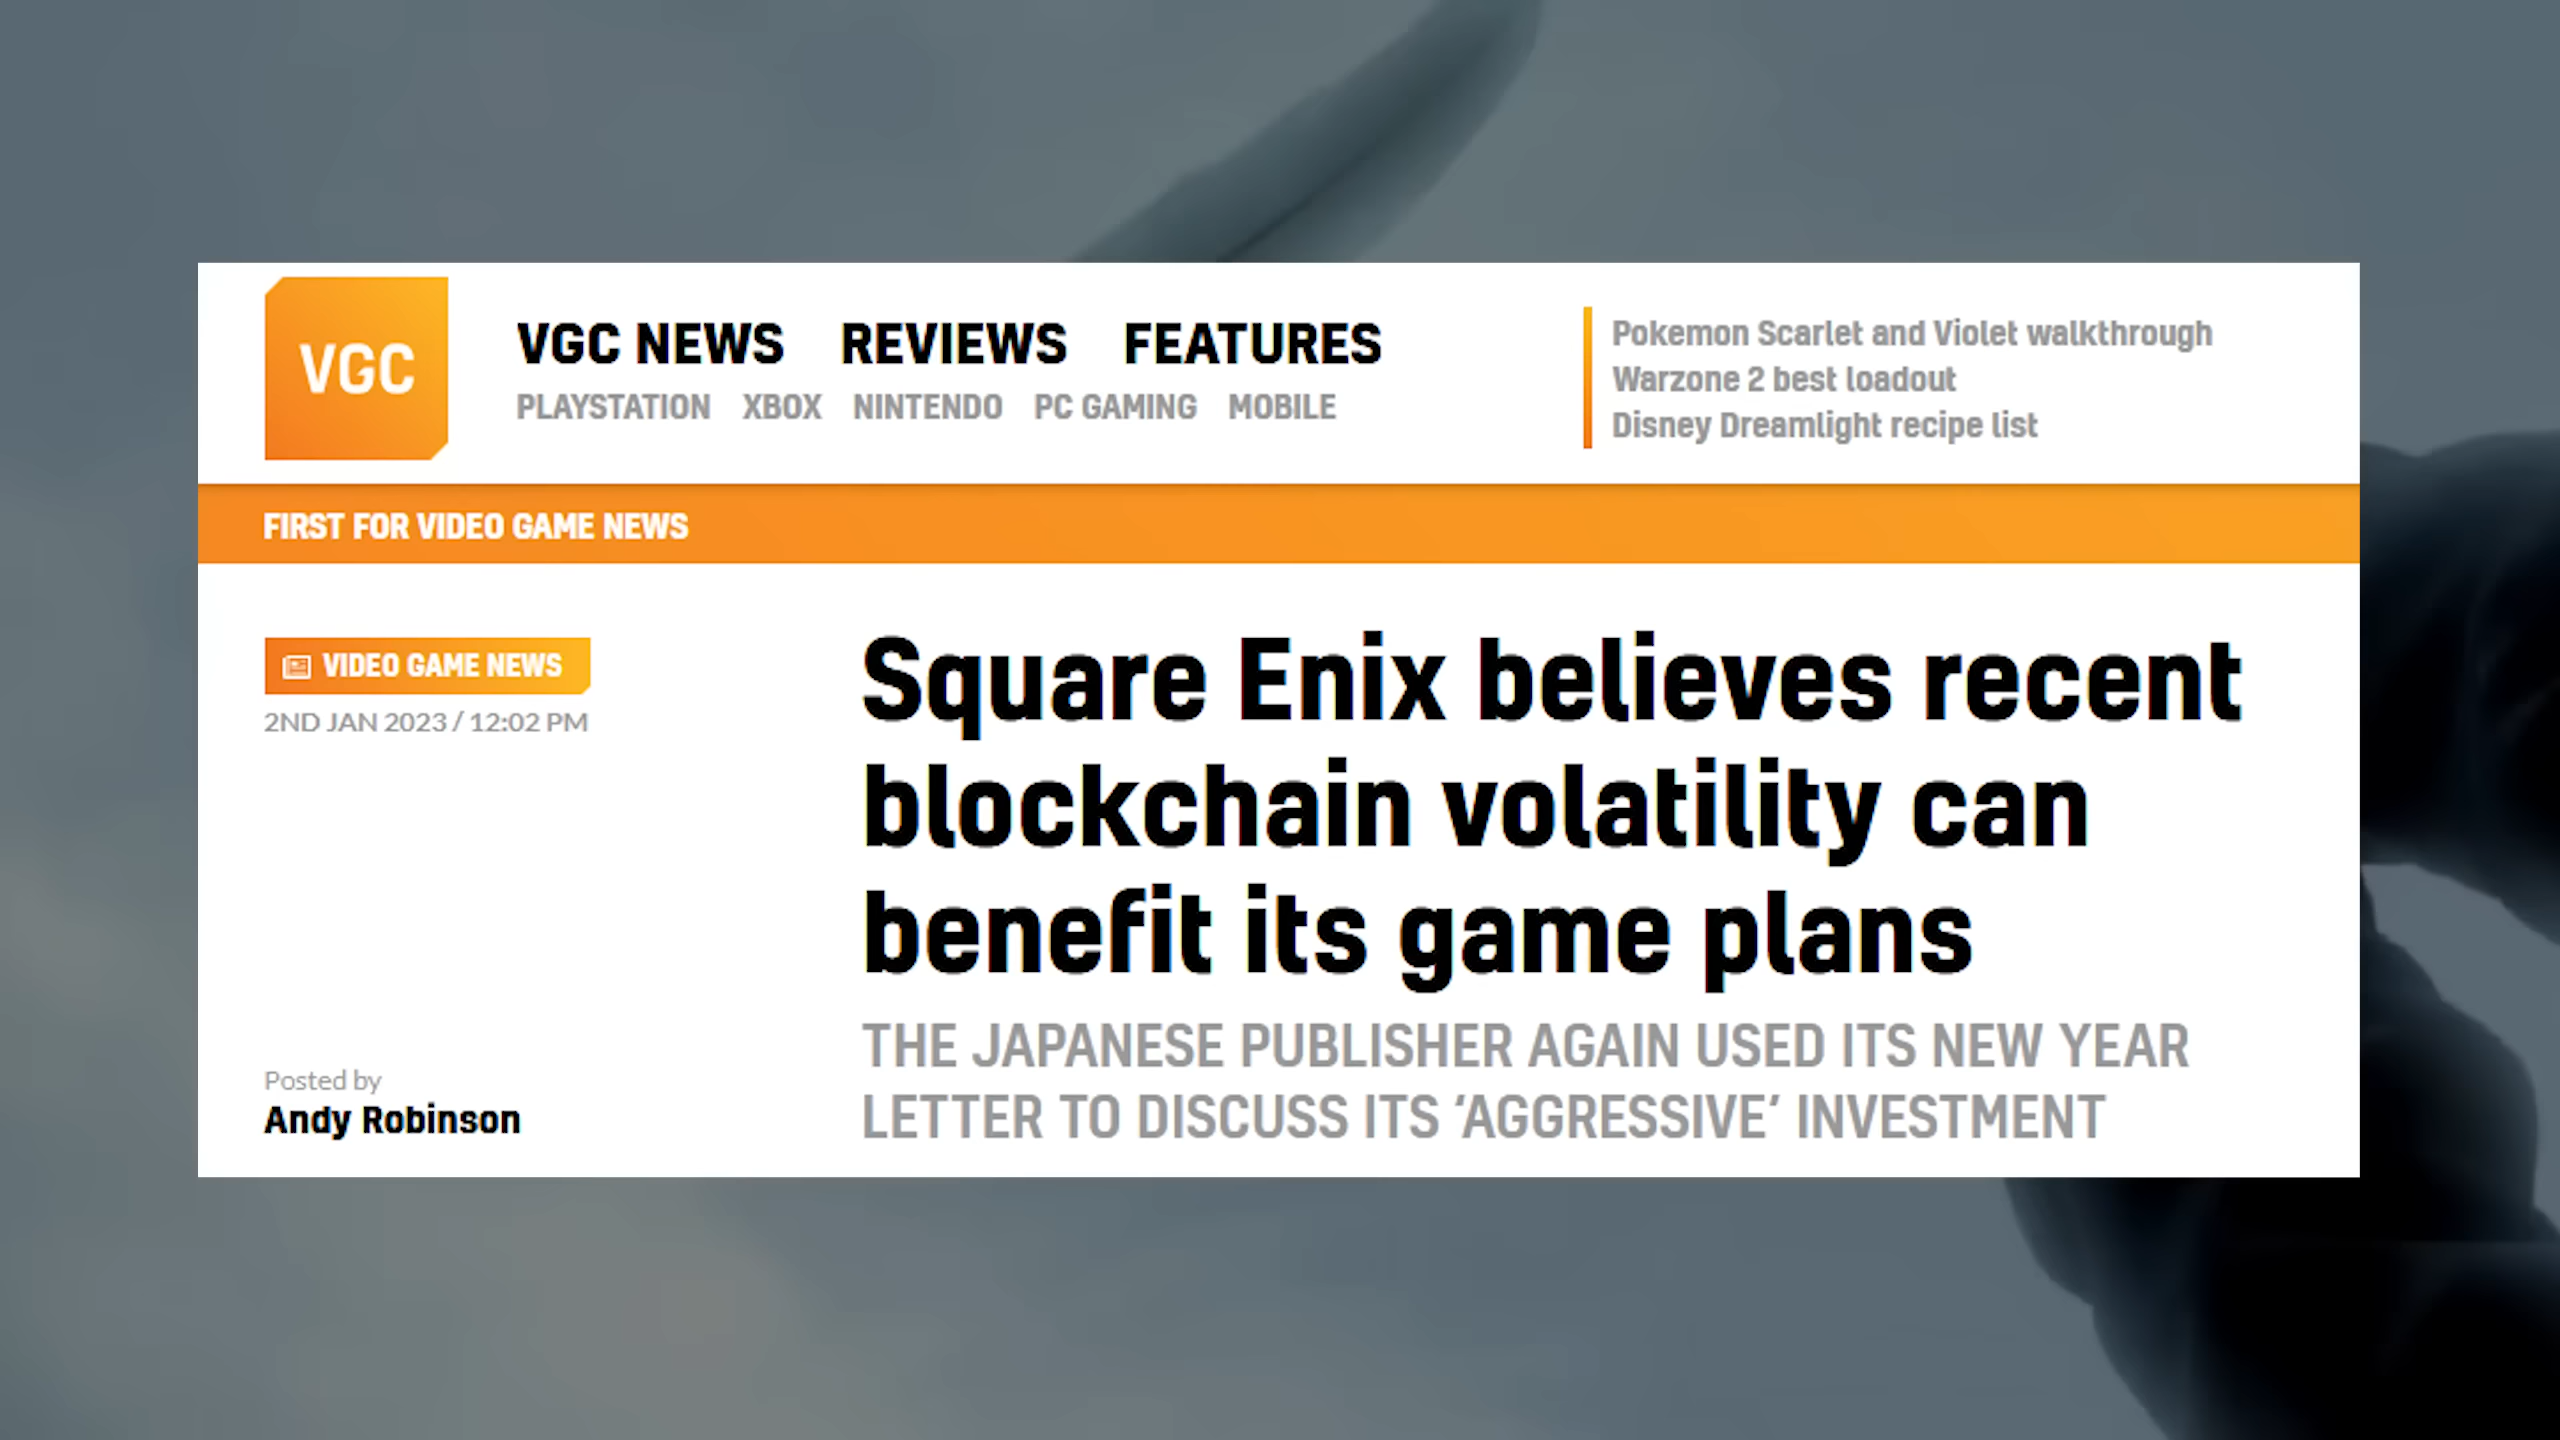 VGC
VGC NEWS REVIEWS FEATURES
PLAYSTATION XBOX NINTENDO PC GAMING MOBILE
Pokemon Scarlet and Violet walkthrough
Warzone 2 best loadout
Disney Dreamlight recipe list
FIRST FOR VIDEO GAME NEWS
VIDEO GAME NEWS
2ND JAN 2023 / 12:02 PM
Posted by
Andy Robinson
Square Enix believes recent
blockchain volatility can
benefit its game plans
THE JAPANESE PUBLISHER AGAIN USED ITS NEW YEAR
LETTER TO DISCUSS ITS ‘AGGRESSIVE’ INVESTMENT